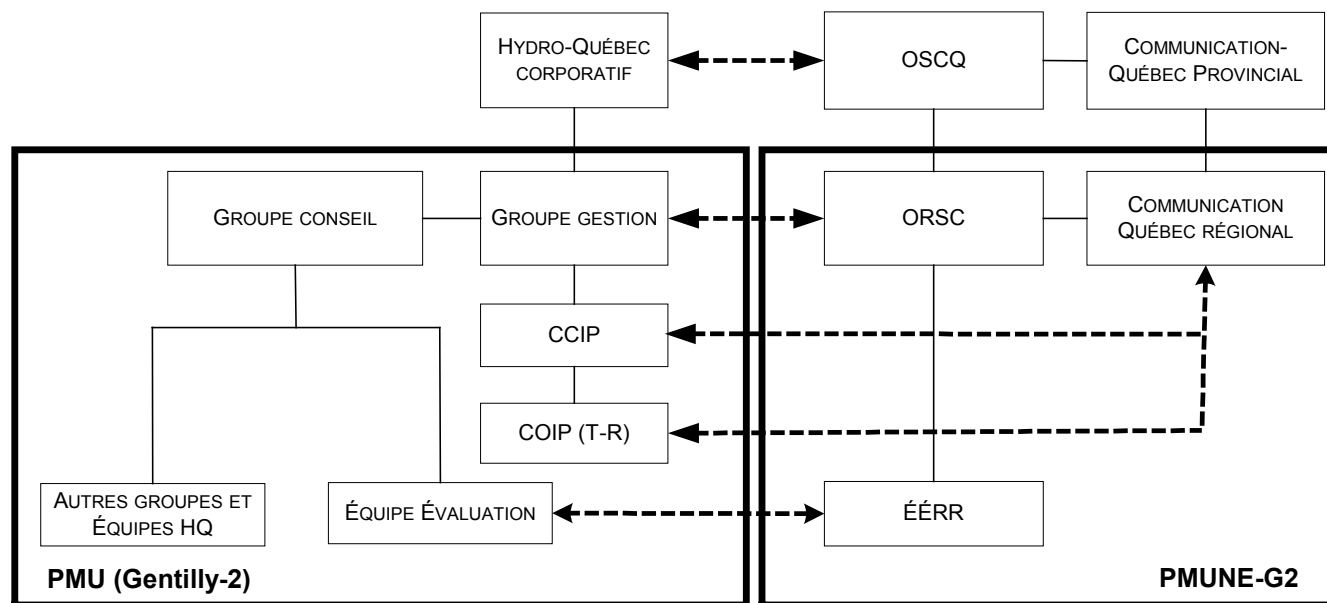 HYDRO-QUÉBEC
CORPORATIF
OSCQ
COMMUNICATION-
QUÉBEC PROVINCIAL
GROUPE CONSEIL
GROUPE GESTION
ORSC
COMMUNICATION
QUÉBEC RÉGIONAL
CCIP
COIP (T-R)
AUTRES GROUPES ET
ÉQUIPES HQ
ÉQUIPE ÉVALUATION
ÉÉRR
PMU (Gentilly-2)
PMUNE-G2